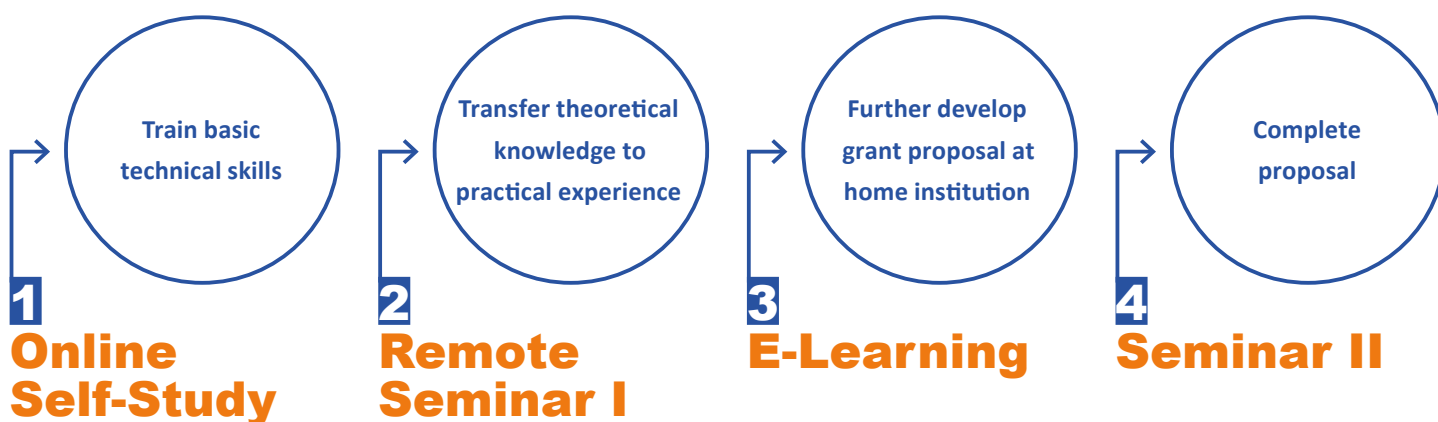 Train basic
technical skills
1
Online
Self-Study
Transfer theoretical
knowledge to
practical experience
2
Remote
Seminar I
Further develop
grant proposal at
home institution
3
E-Learning
Complete
proposal
4
Seminar II